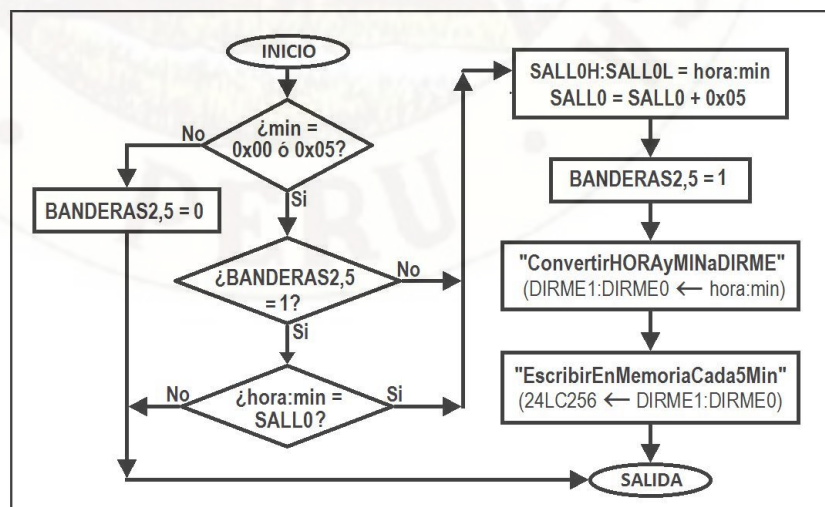 INICIO
¿min =
0x00 ó 0x05?
No
Si
BANDERAS2,5 = 0
¿BANDERAS2,5
= 1?
No
Si
¿hora:min =
SALL0?
No
Si
SALL0H:SALL0L = hora:min
SALL0 = SALL0 + 0x05
BANDERAS2,5 = 1
"ConvertirHORAyMINaDIRME"
(DIRME1:DIRME0 ← hora:min)
"EscribirEnMemoriaCada5Min"
(24LC256 ← DIRME1:DIRME0)
SALIDA
PERU